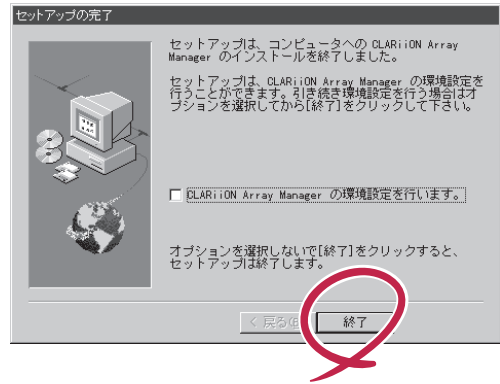 セットアップの完了
セットアップは、コンピュータへの CLARiiON Array
Manager のインストールを終了しました。
セットアップは、CLARiiON Array Manager の環境設定を
行うことができます。引き続き環境設定を行う場合はオ
プションを選択してから[終了]をクリックして下さい。
CLARiiON Array Manager の環境設定を行います。
オプションを選択しないで[終了]をクリックすると、
セットアップは終了します。
< 戻る(B)
終了